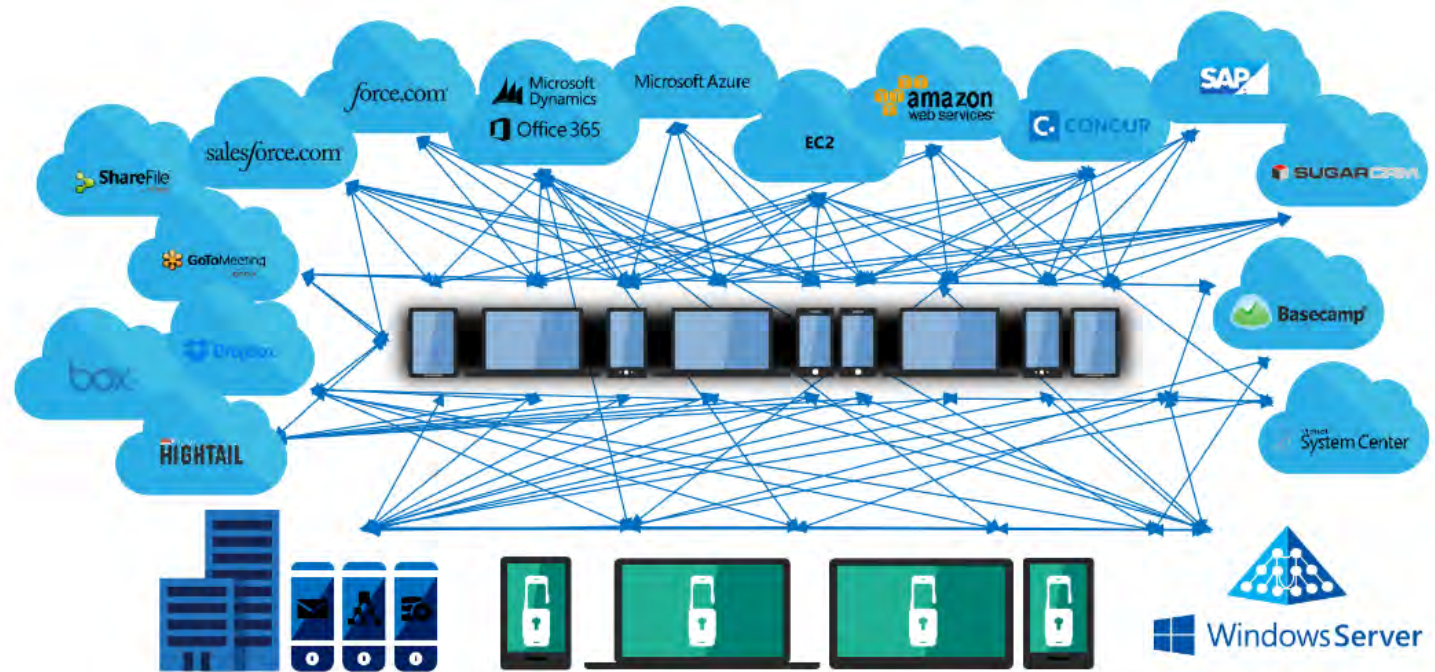 force.com
Microsoft
Dynamics
Office 365
Microsoft Azure
EC2
amazon
web services
CONCUR
SAP
ShareFile
salesforce.com
SUGARCRM
GoToMeeting
Basecamp
box
Dropbox
HIGHTAIL
System Center
Windows Server